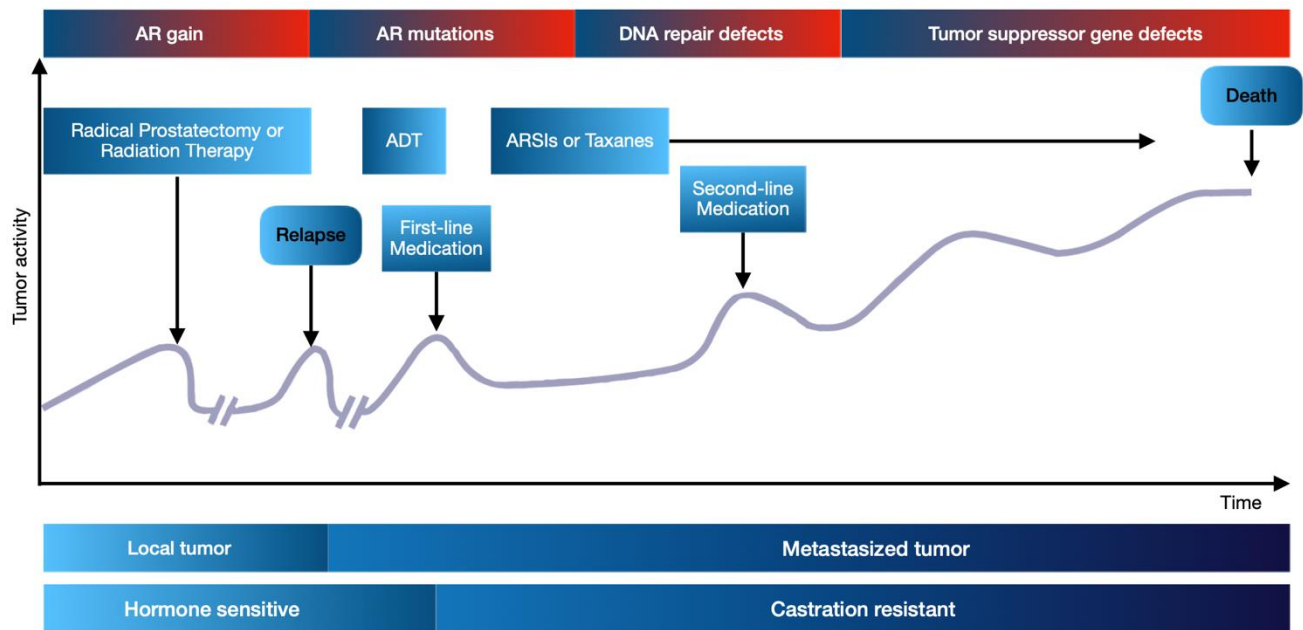 AR gain
AR mutations
DNA repair defects
Tumor suppressor gene defects
Death
Radical Prostatectomy or
Radiation Therapy
ADT
ARSIs or Taxanes
Second-line
Medication
Relapse
First-line
Medication
Tumor activity
Time
Local tumor
Metastasized tumor
Hormone sensitive
Castration resistant